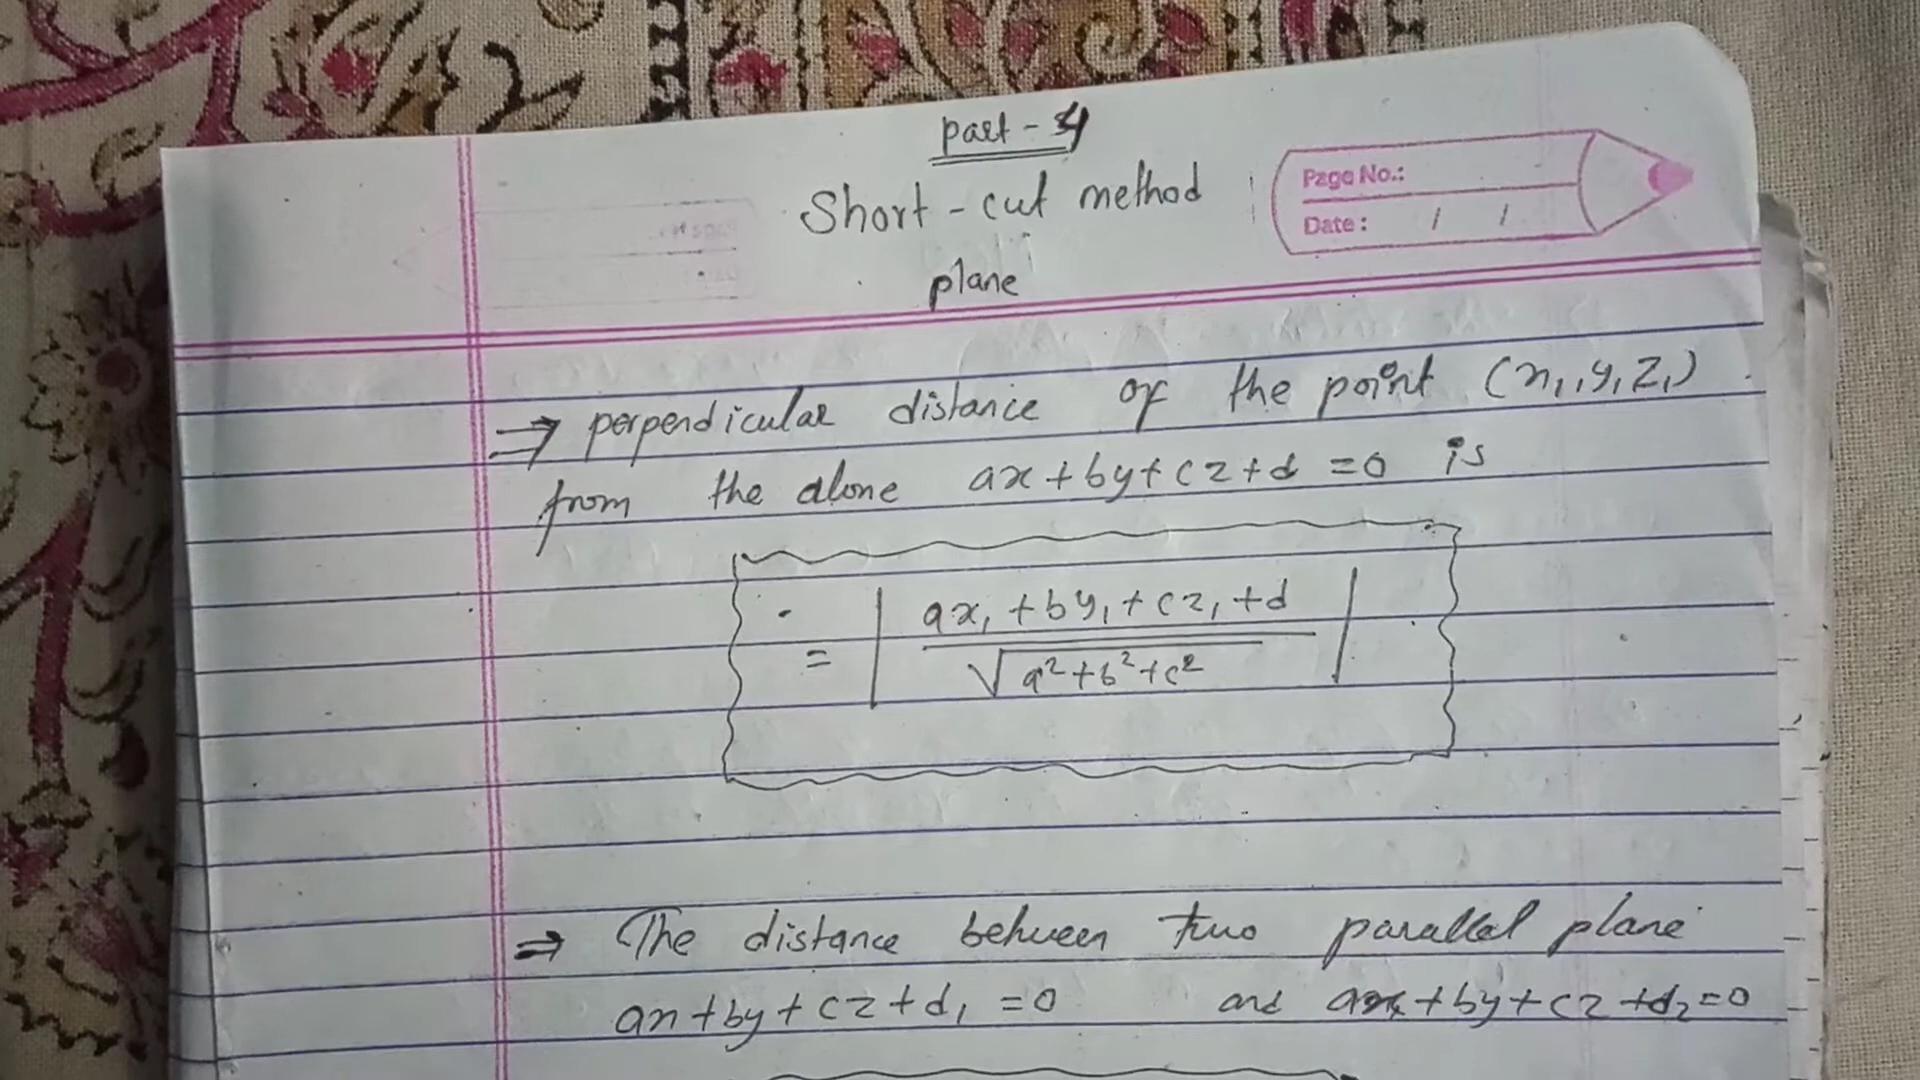 part - 4
Short - cut method
plane
Page No.:
Date: / /
⇒ perpendicular distance of the point (x₁, y₁ z₁)
from the alone ax + by + cz + d = 0 is
= | ax₁ + by₁ + cz₁ + d / √a² + b² + c² |
⇒ The distance between two parallel plane
ax + by + cz + d₁ = 0 and ax + by + cz + d₂ = 0